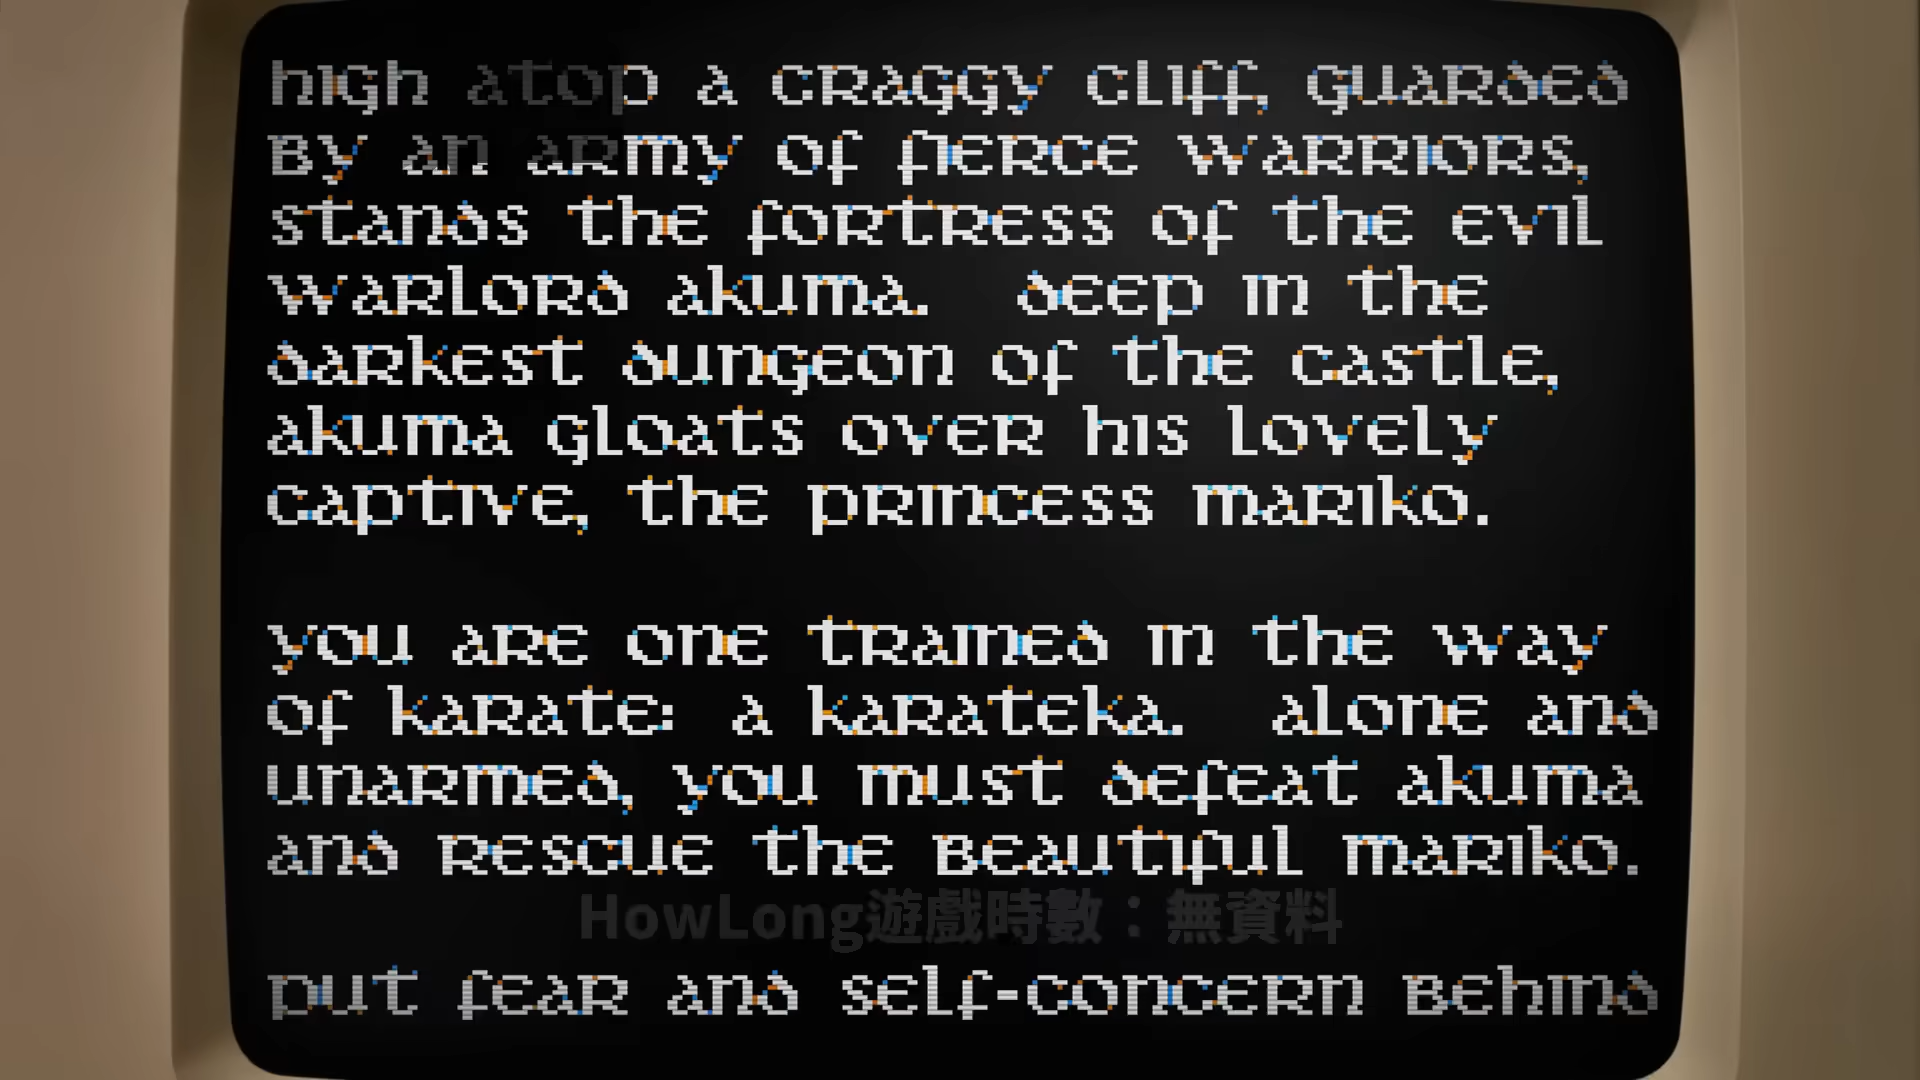 high atop a craggy cliff, guarded
by an army of fierce warriors,
stands the fortress of the evil
warlord akuma.  deep in the
darkest dungeon of the castle,
akuma gloats over his lovely
captive, the princess mariko.
you are one trained in the way
of karate:  a karateka.  alone and
unarmed, you must defeat akuma
and rescue the beautiful mariko.
HowLong遊戲時數：無資料
put fear and self-concern behind